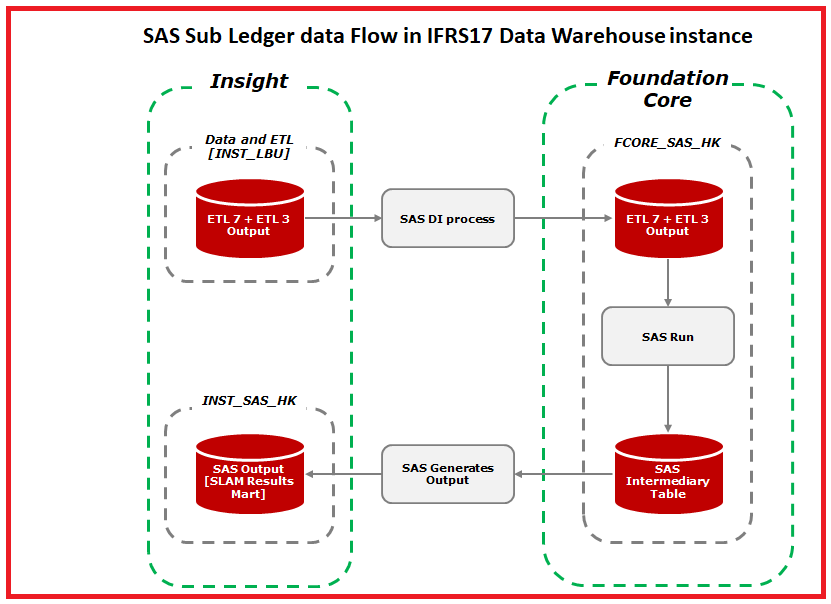 SAS Sub Ledger data Flow in IFRS17 Data Warehouse instance
Insight
Foundation
Core
Data and ETL
[INST_LBU]
FCORE_SAS_HK
ETL 7 + ETL 3
Output
SAS DI process
ETL 7 + ETL 3
Output
SAS Run
INST_SAS_HK
SAS Output
[SLAM Results
Mart]
SAS Generates
Output
SAS
Intermediary
Table